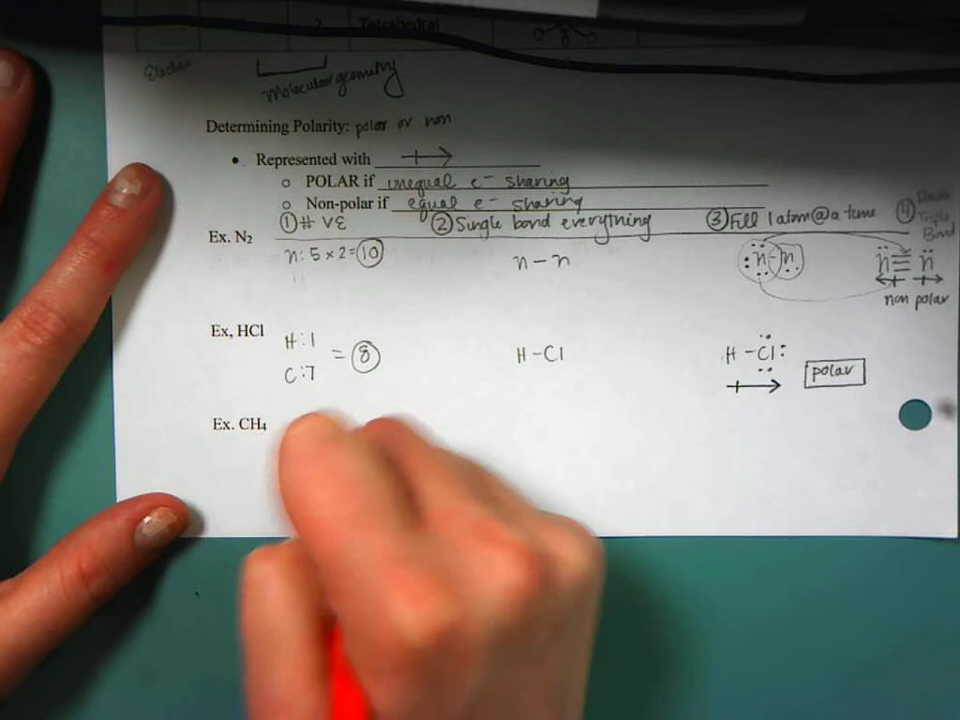 Tetrahedral
Molecular geometry
Determining Polarity: polar or non
• Represented with
o POLAR if unequal e⁻ sharing
o Non-polar if equal e⁻ sharing
① # VE ② Single bond everything ③ Fill 1 atom @ a time ④ Triple Bond
Ex. N₂
n: 5 x 2 = 10 n - n :n - n: n≡n
non polar
Ex, HCl
H: 1
C: 7
= 8 H - Cl H - Cl: polar
Ex. CH₄